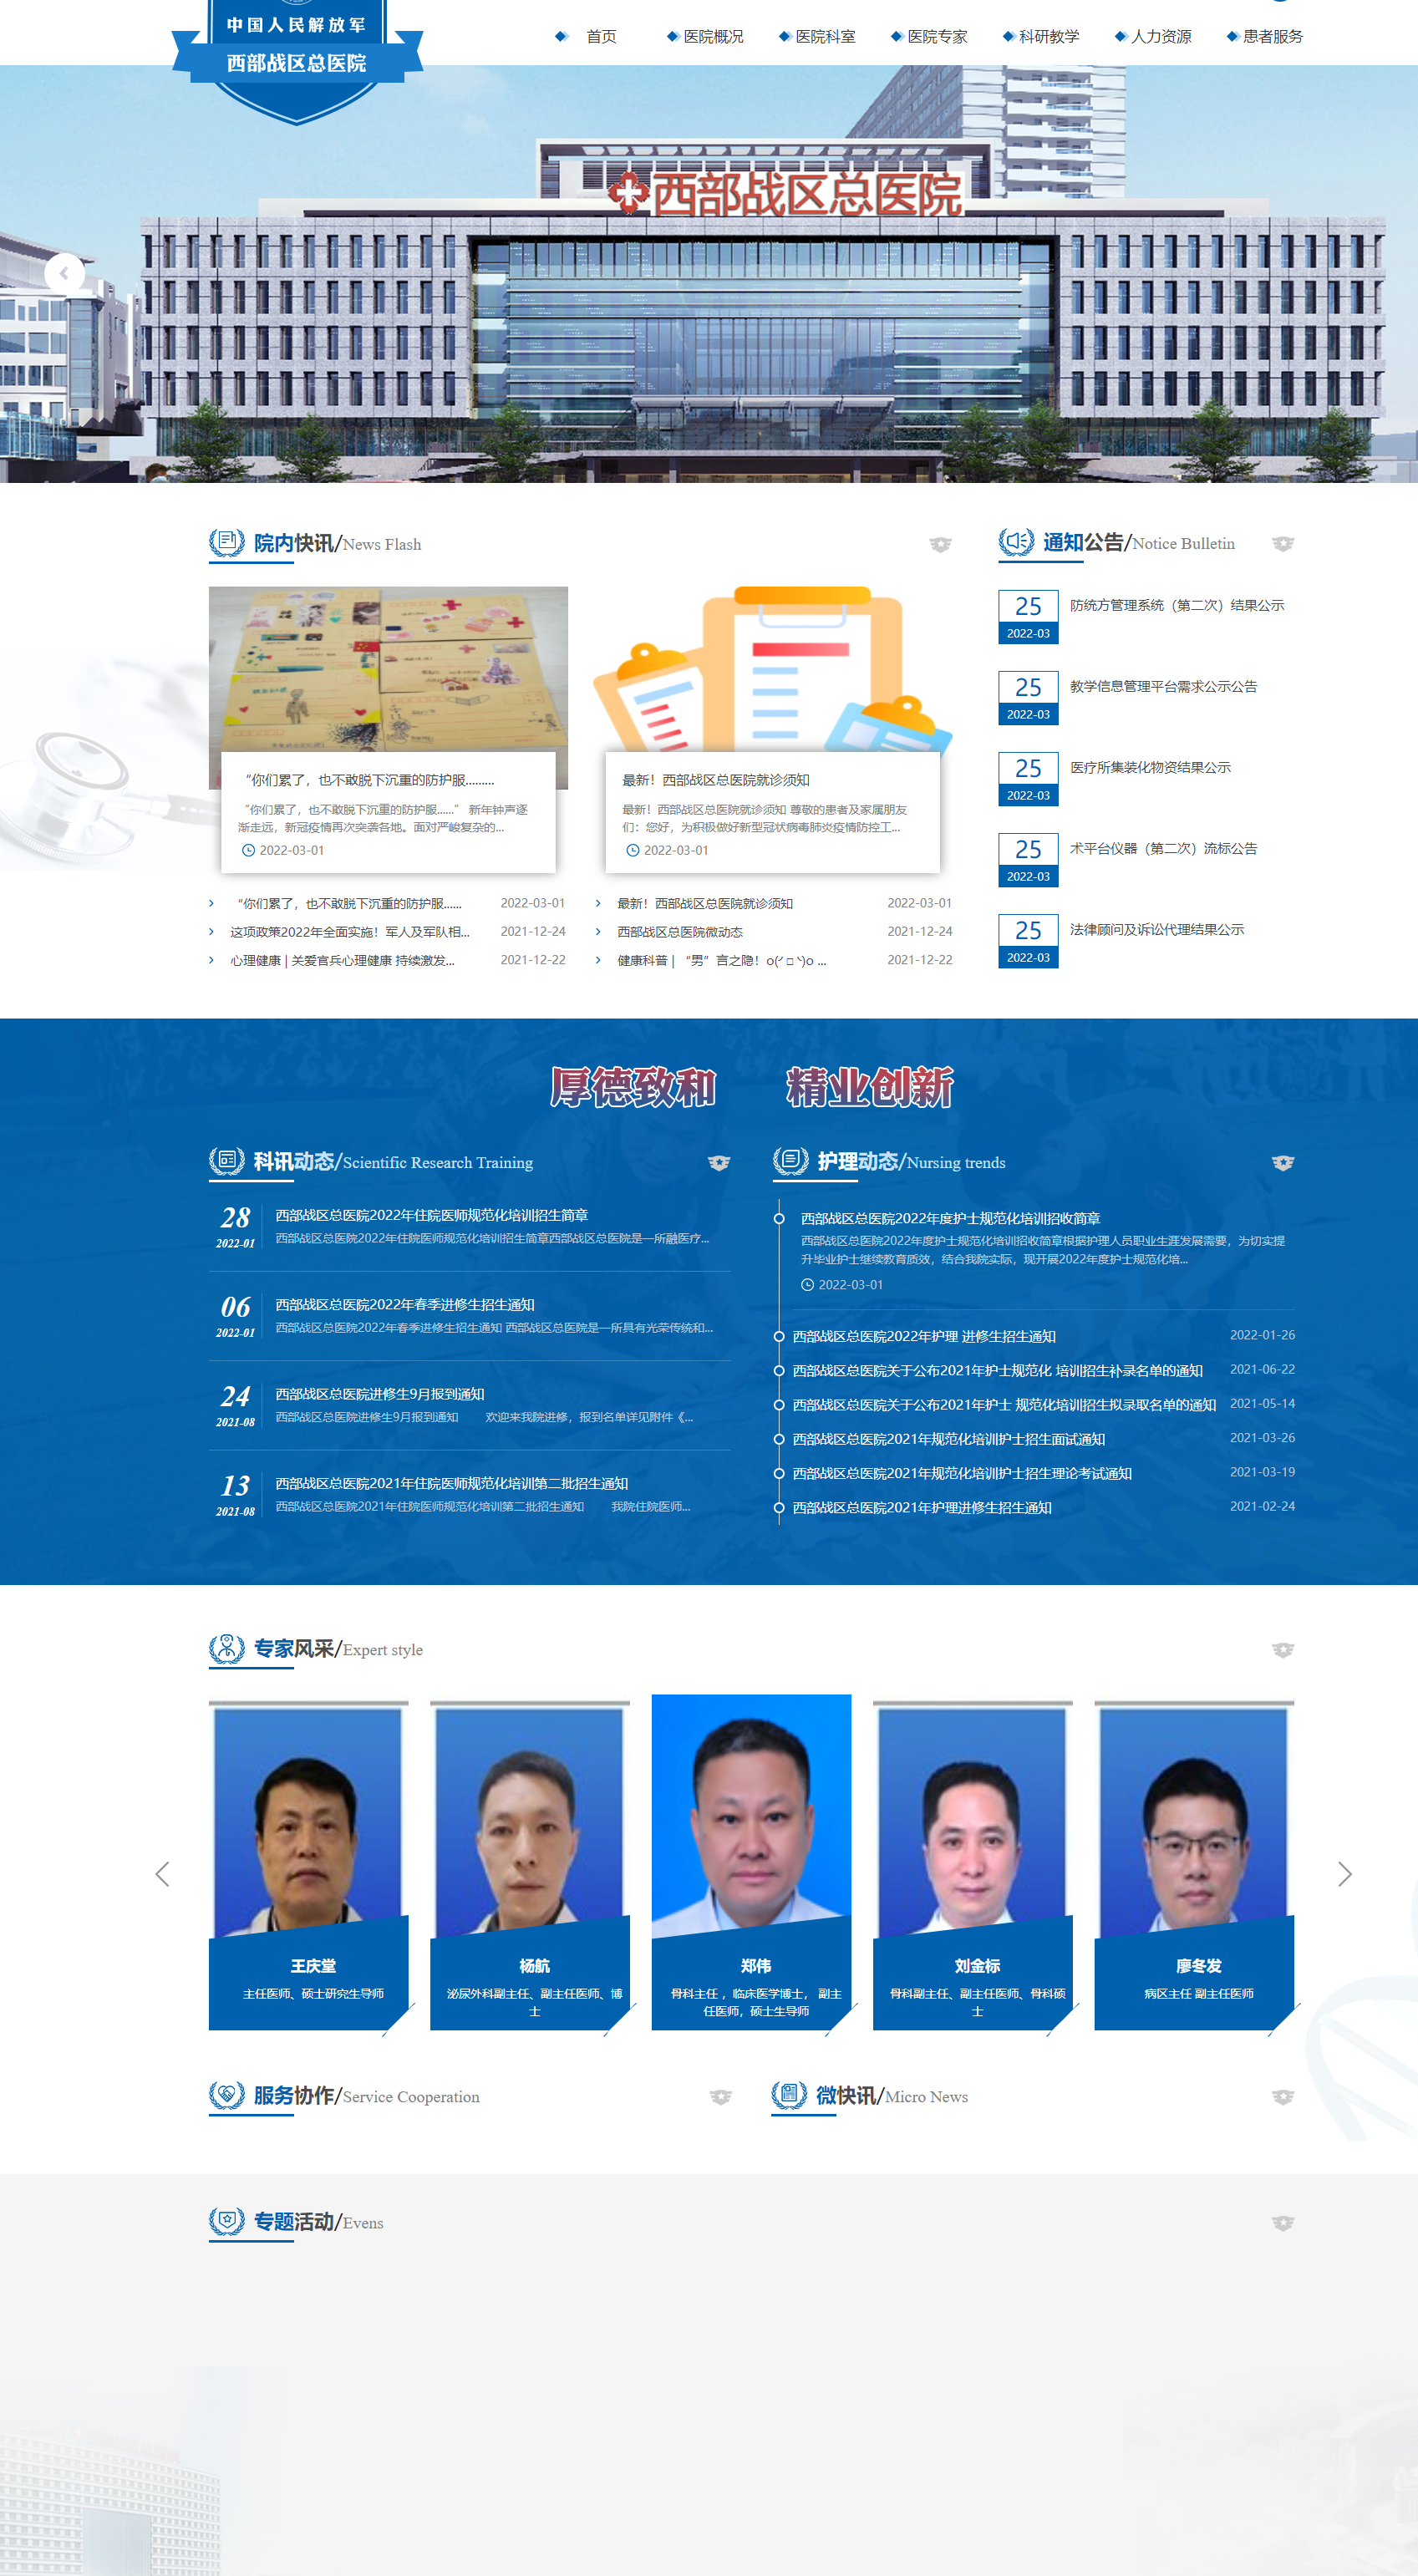 中国人民解放军
西部战区总医院
首页 医院概况 医院科室 医院专家 科研教学 人力资源 患者服务
西部战区总医院
院内快讯/News Flash
“你们累了，也不敢脱下沉重的防护服.........
“你们累了，也不敢脱下沉重的防护服......” 新年钟声逐
渐走远，新冠疫情再次突袭各地。面对严峻复杂的...
2022-03-01
最新！西部战区总医院就诊须知
最新！西部战区总医院就诊须知 尊敬的患者及家属朋友
们：您好，为积极做好新型冠状病毒肺炎疫情防控工...
2022-03-01
“你们累了，也不敢脱下沉重的防护服...... 2022-03-01
这项政策2022年全面实施！军人及军队相... 2021-12-24
心理健康 | 关爱官兵心理健康 持续激发... 2021-12-22
最新！西部战区总医院就诊须知 2022-03-01
西部战区总医院微动态 2021-12-24
健康科普 | “男”言之隐！o(╯□╰)o ... 2021-12-22
通知公告/Notice Bulletin
25
2022-03
防统方管理系统（第二次）结果公示
25
2022-03
教学信息管理平台需求公示公告
25
2022-03
医疗所集装化物资结果公示
25
2022-03
术平台仪器（第二次）流标公告
25
2022-03
法律顾问及诉讼代理结果公示
厚德致和 精业创新
科讯动态/Scientific Research Training
28
2022-01
西部战区总医院2022年住院医师规范化培训招生简章
西部战区总医院2022年住院医师规范化培训招生简章西部战区总医院是一所融医疗...
06
2022-01
西部战区总医院2022年春季进修生招生通知
西部战区总医院2022年春季进修生招生通知 西部战区总医院是一所具有光荣传统和...
24
2021-08
西部战区总医院进修生9月报到通知
西部战区总医院进修生9月报到通知 欢迎来我院进修，报到名单详见附件《...
13
2021-08
西部战区总医院2021年住院医师规范化培训第二批招生通知
西部战区总医院2021年住院医师规范化培训第二批招生通知 我院住院医师...
护理动态/Nursing trends
西部战区总医院2022年度护士规范化培训招收简章
西部战区总医院2022年度护士规范化培训招收简章根据护理人员职业生涯发展需要，为切实提
升毕业护士继续教育质效，结合我院实际，现开展2022年度护士规范化培...
2022-03-01
西部战区总医院2022年护理 进修生招生通知 2022-01-26
西部战区总医院关于公布2021年护士规范化 培训招生补录名单的通知 2021-06-22
西部战区总医院关于公布2021年护士 规范化培训招生拟录取名单的通知 2021-05-14
西部战区总医院2021年规范化培训护士招生面试通知 2021-03-26
西部战区总医院2021年规范化培训护士招生理论考试通知 2021-03-19
西部战区总医院2021年护理进修生招生通知 2021-02-24
专家风采/Expert style
王庆堂
主任医师、硕士研究生导师
杨航
泌尿外科副主任、副主任医师、博
士
郑伟
骨科主任 ，临床医学博士， 副主
任医师，硕士生导师
刘金标
骨科副主任、副主任医师、骨科硕
士
廖冬发
病区主任 副主任医师
服务协作/Service Cooperation
微快讯/Micro News
专题活动/Evens